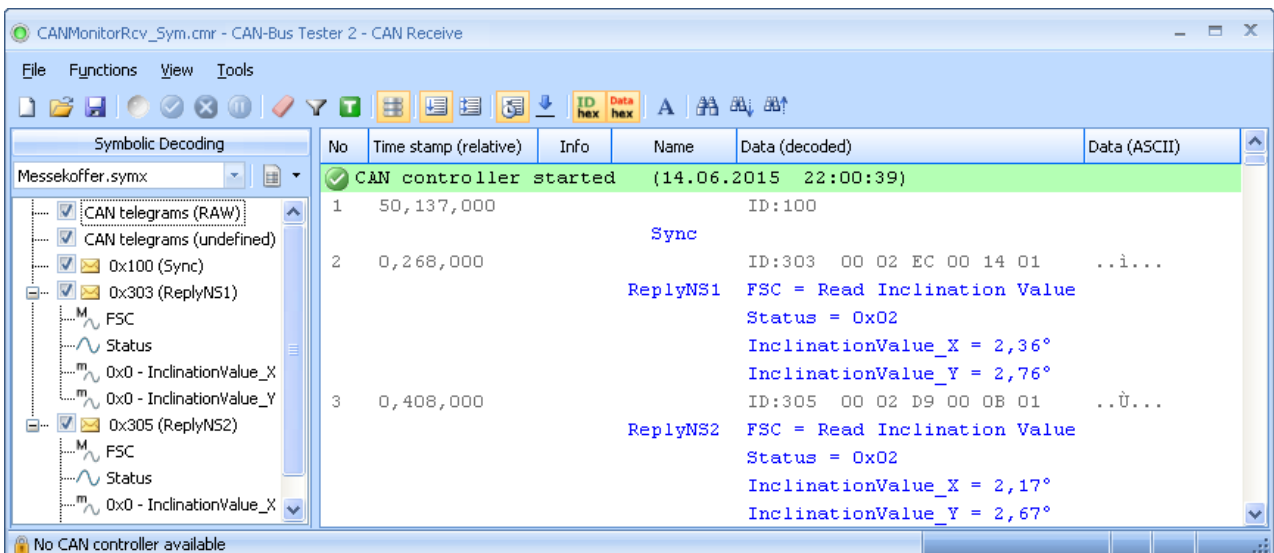 CANMonitorRcv_Sym.cmr - CAN-Bus Tester 2 - CAN Receive
File Functions View Tools
T ID hex Data hex A
Symbolic Decoding
Messekoffer.symx
CAN telegrams (RAW)
CAN telegrams (undefined)
0x100 (Sync)
0x303 (ReplyNS1)
M FSC
Status
m 0x0 - InclinationValue_X
m 0x0 - InclinationValue_Y
0x305 (ReplyNS2)
M FSC
Status
m 0x0 - InclinationValue_X
No Time stamp (relative) Info Name Data (decoded) Data (ASCII)
CAN controller started (14.06.2015 22:00:39)
1 50,137,000 ID:100
Sync
2 0,268,000 ID:303 00 02 EC 00 14 01 ..ì...
ReplyNS1 FSC = Read Inclination Value
Status = 0x02
InclinationValue_X = 2,36°
InclinationValue_Y = 2,76°
3 0,408,000 ID:305 00 02 D9 00 0B 01 ..Ù...
ReplyNS2 FSC = Read Inclination Value
Status = 0x02
InclinationValue_X = 2,17°
InclinationValue_Y = 2,67°
No CAN controller available